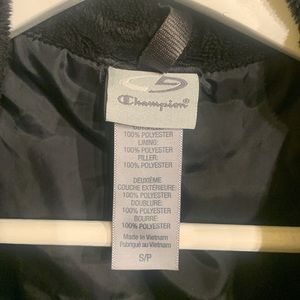 Champion®
OUTSHELL:
100% POLYESTER
LINING:
100% POLYESTER
FILLER:
100% POLYESTER
DEUXIÈME
COUCHE EXTÉRIEURE:
100% POLYESTER
DOUBLURE:
100% POLYESTER
BOURRE:
100% POLYESTER
Made in Vietnam
Fabriqué au Vietnam
S/P